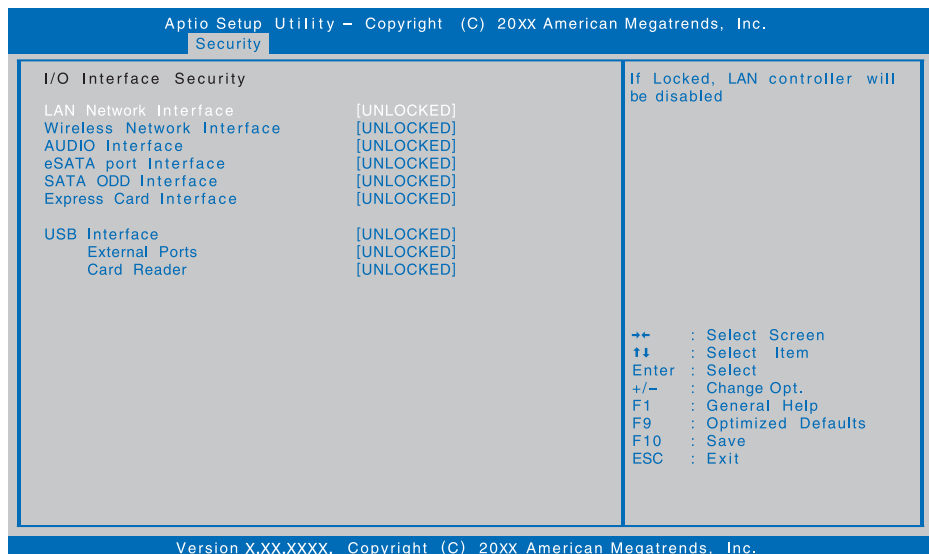 Aptio Setup Utility – Copyright (C) 20XX American Megatrends, Inc.
Security
I/O Interface Security
LAN Network Interface [UNLOCKED]
Wireless Network Interface [UNLOCKED]
AUDIO Interface [UNLOCKED]
eSATA port Interface [UNLOCKED]
SATA ODD Interface [UNLOCKED]
Express Card Interface [UNLOCKED]
USB Interface [UNLOCKED]
External Ports [UNLOCKED]
Card Reader [UNLOCKED]
If Locked, LAN controller will
be disabled
→← : Select Screen
↑↓ : Select Item
Enter : Select
+/– : Change Opt.
F1 : General Help
F9 : Optimized Defaults
F10 : Save
ESC : Exit
Version X.XX.XXXX. Copyright (C) 20XX American Megatrends, Inc.